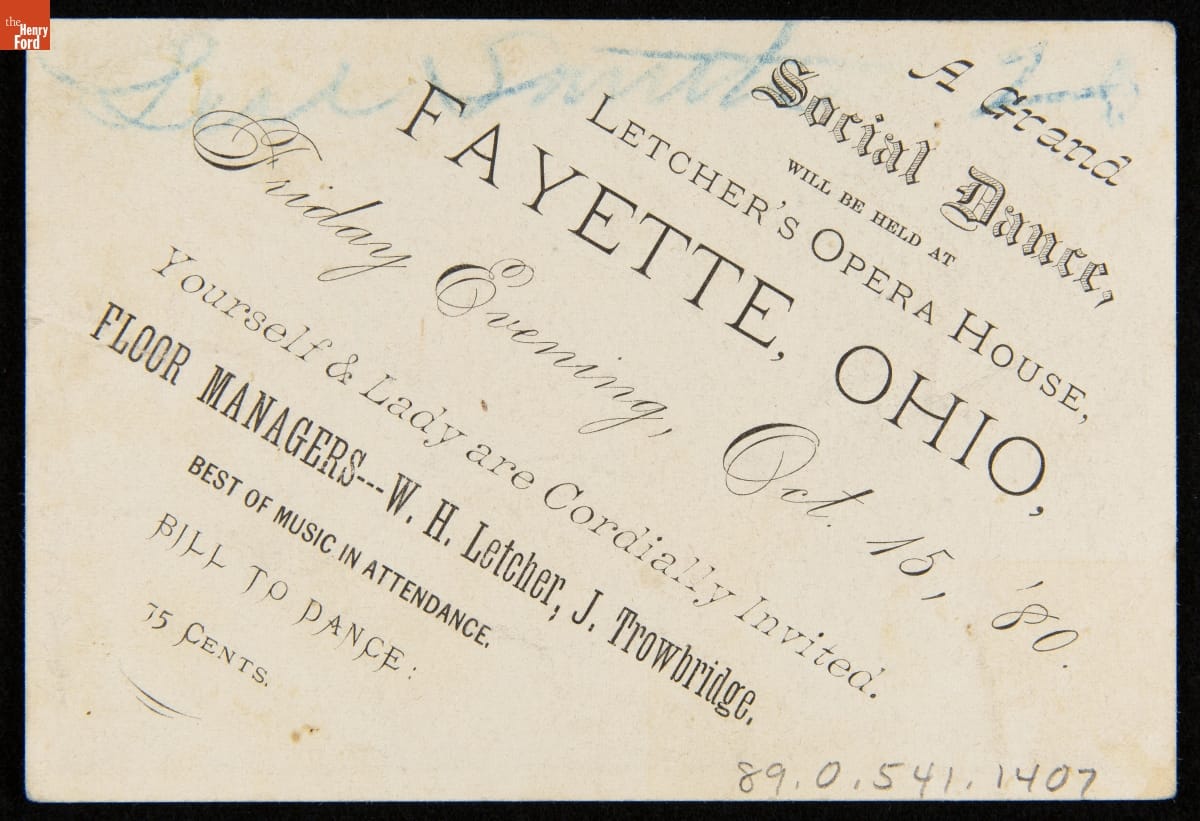 the
Henry
Ford
A Grand
Social Dance,
WILL BE HELD AT
LETCHER'S OPERA HOUSE,
FAYETTE, OHIO,
Friday Evening, Oct. 15, '80.
Yourself & Lady are Cordially Invited.
FLOOR MANAGERS---W. H. Letcher, J. Trowbridge.
BEST OF MUSIC IN ATTENDANCE.
BILL TO DANCE:
75 CENTS.
Smith
89.0.541.1407